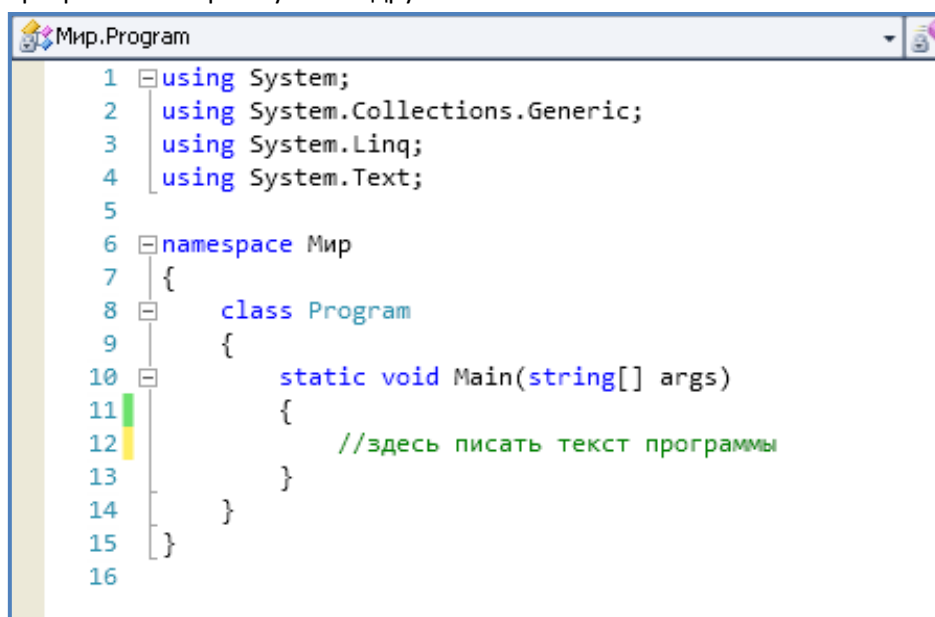 Мир.Program
1 using System;
2 using System.Collections.Generic;
3 using System.Linq;
4 using System.Text;
5
6 namespace Мир
7 {
8 class Program
9 {
10 static void Main(string[] args)
11 {
12 //здесь писать текст программы
13 }
14 }
15 }
16